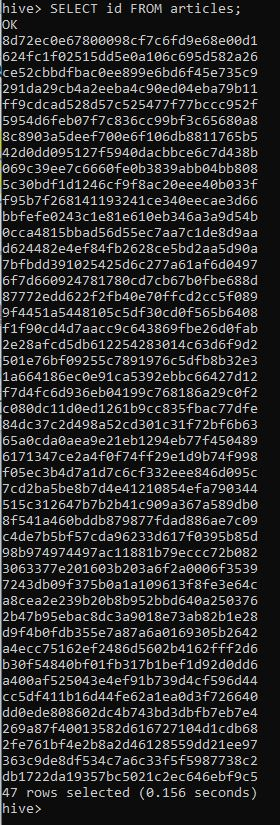 hive> SELECT id FROM articles;
OK
8d72ec0e67800098cf7c6fd9e68e00d1
624fc1f02515dd5e0a106c695d582a26
ce52cbbdfbac0ee899e6bd6f45e735c9
291da29cb4a2eeba4c90ed04eba79b11
ff9cdcad528d57c525477f77bccc952f
5954d6feb07f7c836cc99bf3c65680a8
8c8903a5deef700e6f106db8811765b5
42d0dd095127f5940dacbbce6c7d438b
069c39ee7c6660fe0b3839abb04bb808
5c30bdf1d1246cf9f8ac20eee40b033f
f95b7f268141193241ce340eecae3d66
bbfefe0243c1e81e610eb346a3a9d54b
0cca4815bbad56d55ec7aa7c1de8d9aa
d624482e4ef84fb2628ce5bd2aa5d90a
7bfbdd391025425d6c277a61af6d0497
6f7d660924781780cd7cb67b0fbe688d
87772edd622f2fb40e70ffcd2cc5f089
9f4451a5448105c5df30cd0f565b6408
f1f90cd4d7aacc9c643869fbe26d0fab
2e28afcd5db612254283014c63d6f9d2
501e76bf09255c7891976c5dfb8b32e3
1a664186ec0e91ca5392ebbc66427d12
f7d4fc6d936eb04199c768186a29c0f2
c080dc11d0ed1261b9cc835fbac77dfe
84dc37c2d498a52cd301c31f72bf6b63
65a0cda0aea9e21eb1294eb77f450489
6171347ce2a4f0f74ff29e1d9b74f998
f05ec3b4d7a1d7c6cf332eee846d095c
7cd2ba5be8b7d4e41210854efa790344
515c312647b7b2b41c909a367a589db0
8f541a460bddb879877fdad886ae7c09
c4de7b5bf57cda96233d617f0395b85d
98b974974497ac11881b79eccc72b082
3063377e201603b203a6f2a0006f3539
7243db09f375b0a1a109613f8fe3e64c
a8cea2e239b20b8b952bbd640a250376
2b47b95ebac8dc3a9018e73ab82b1e28
d9f4b0fdb355e7a87a6a0169305b2642
a4ecc75162ef2486d5602b4162fff2d6
b30f54840bf01fb317b1bef1d92d0dd6
a400af525043e4ef91b739d4cf596d44
cc5df411b16d44fe62a1ea0d3f726640
dd0ede808602dc4b743bd3dbfb7eb7e4
269a87f40013582d616727104d1cdb68
2fe761bf4e2b8a2d46128559dd21ee97
363c9de8df534c7a6c33f5f5987738c2
db1722da19357bc5021c2ec646ebf9c5
47 rows selected (0.156 seconds)
hive>